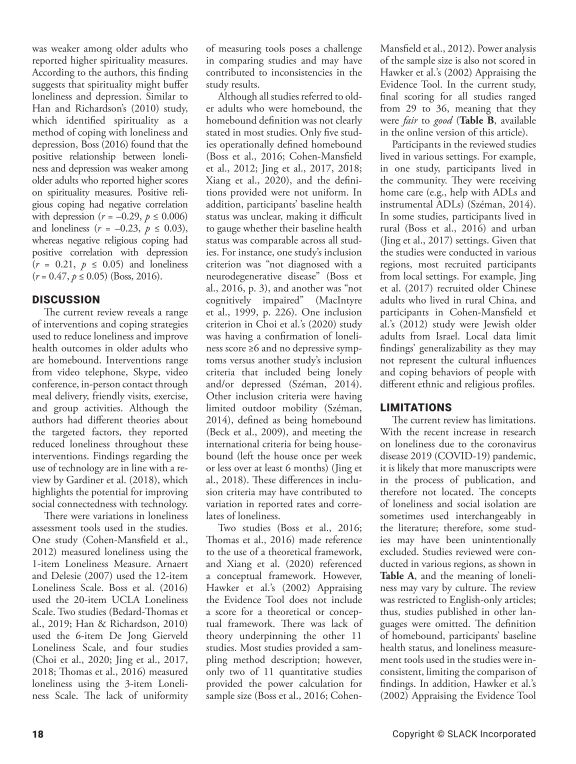 was weaker among older adults who
reported higher spirituality measures.
According to the authors, this finding
suggests that spirituality might buffer
loneliness and depression. Similar to
Han and Richardson's (2010) study,
which identified spirituality as a
method of coping with loneliness and
depression, Boss (2016) found that the
positive relationship between loneli-
ness and depression was weaker among
older adults who reported higher scores
on spirituality measures. Positive reli-
gious coping had negative correlation
with depression (r = –0.29, p ≤ 0.006)
and loneliness (r = –0.23, p ≤ 0.03),
whereas negative religious coping had
positive correlation with depression
(r = 0.21, p ≤ 0.05) and loneliness
(r = 0.47, p ≤ 0.05) (Boss, 2016).
DISCUSSION
The current review reveals a range
of interventions and coping strategies
used to reduce loneliness and improve
health outcomes in older adults who
are homebound. Interventions range
from video telephone, Skype, video
conference, in-person contact through
meal delivery, friendly visits, exercise,
and group activities. Although the
authors had different theories about
the targeted factors, they reported
reduced loneliness throughout these
interventions. Findings regarding the
use of technology are in line with a re-
view by Gardiner et al. (2018), which
highlights the potential for improving
social connectedness with technology.
There were variations in loneliness
assessment tools used in the studies.
One study (Cohen-Mansfield et al.,
2012) measured loneliness using the
1-item Loneliness Measure. Arnaert
and Delesie (2007) used the 12-item
Loneliness Scale. Boss et al. (2016)
used the 20-item UCLA Loneliness
Scale. Two studies (Bedard-Thomas et
al., 2019; Han & Richardson, 2010)
used the 6-item De Jong Gierveld
Loneliness Scale, and four studies
(Choi et al., 2020; Jing et al., 2017,
2018; Thomas et al., 2016) measured
loneliness using the 3-item Loneli-
ness Scale. The lack of uniformity
of measuring tools poses a challenge
in comparing studies and may have
contributed to inconsistencies in the
study results.
Although all studies referred to old-
er adults who were homebound, the
homebound definition was not clearly
stated in most studies. Only five stud-
ies operationally defined homebound
(Boss et al., 2016; Cohen-Mansfield
et al., 2012; Jing et al., 2017, 2018;
Xiang et al., 2020), and the defini-
tions provided were not uniform. In
addition, participants' baseline health
status was unclear, making it difficult
to gauge whether their baseline health
status was comparable across all stud-
ies. For instance, one study's inclusion
criterion was "not diagnosed with a
neurodegenerative disease" (Boss et
al., 2016, p. 3), and another was "not
cognitively impaired" (MacIntyre
et al., 1999, p. 226). One inclusion
criterion in Choi et al.'s (2020) study
was having a confirmation of loneli-
ness score ≥6 and no depressive symp-
toms versus another study's inclusion
criteria that included being lonely
and/or depressed (Széman, 2014).
Other inclusion criteria were having
limited outdoor mobility (Széman,
2014), defined as being homebound
(Beck et al., 2009), and meeting the
international criteria for being house-
bound (left the house once per week
or less over at least 6 months) (Jing et
al., 2018). These differences in inclu-
sion criteria may have contributed to
variation in reported rates and corre-
lates of loneliness.
Two studies (Boss et al., 2016;
Thomas et al., 2016) made reference
to the use of a theoretical framework,
and Xiang et al. (2020) referenced
a conceptual framework. However,
Hawker et al.'s (2002) Appraising
the Evidence Tool does not include
a score for a theoretical or concep-
tual framework. There was lack of
theory underpinning the other 11
studies. Most studies provided a sam-
pling method description; however,
only two of 11 quantitative studies
provided the power calculation for
sample size (Boss et al., 2016; Cohen-
Mansfield et al., 2012). Power analysis
of the sample size is also not scored in
Hawker et al.'s (2002) Appraising the
Evidence Tool. In the current study,
final scoring for all studies ranged
from 29 to 36, meaning that they
were fair to good (Table B, available
in the online version of this article).
Participants in the reviewed studies
lived in various settings. For example,
in one study, participants lived in
the community. They were receiving
home care (e.g., help with ADLs and
instrumental ADLs) (Széman, 2014).
In some studies, participants lived in
rural (Boss et al., 2016) and urban
(Jing et al., 2017) settings. Given that
the studies were conducted in various
regions, most recruited participants
from local settings. For example, Jing
et al. (2017) recruited older Chinese
adults who lived in rural China, and
participants in Cohen-Mansfield et
al.'s (2012) study were Jewish older
adults from Israel. Local data limit
findings' generalizability as they may
not represent the cultural influences
and coping behaviors of people with
different ethnic and religious profiles.
LIMITATIONS
The current review has limitations.
With the recent increase in research
on loneliness due to the coronavirus
disease 2019 (COVID-19) pandemic,
it is likely that more manuscripts were
in the process of publication, and
therefore not located. The concepts
of loneliness and social isolation are
sometimes used interchangeably in
the literature; therefore, some stud-
ies may have been unintentionally
excluded. Studies reviewed were con-
ducted in various regions, as shown in
Table A, and the meaning of loneli-
ness may vary by culture. The review
was restricted to English-only articles;
thus, studies published in other lan-
guages were omitted. The definition
of homebound, participants' baseline
health status, and loneliness measure-
ment tools used in the studies were in-
consistent, limiting the comparison of
findings. In addition, Hawker et al.'s
(2002) Appraising the Evidence Tool
18
Copyright © SLACK Incorporated